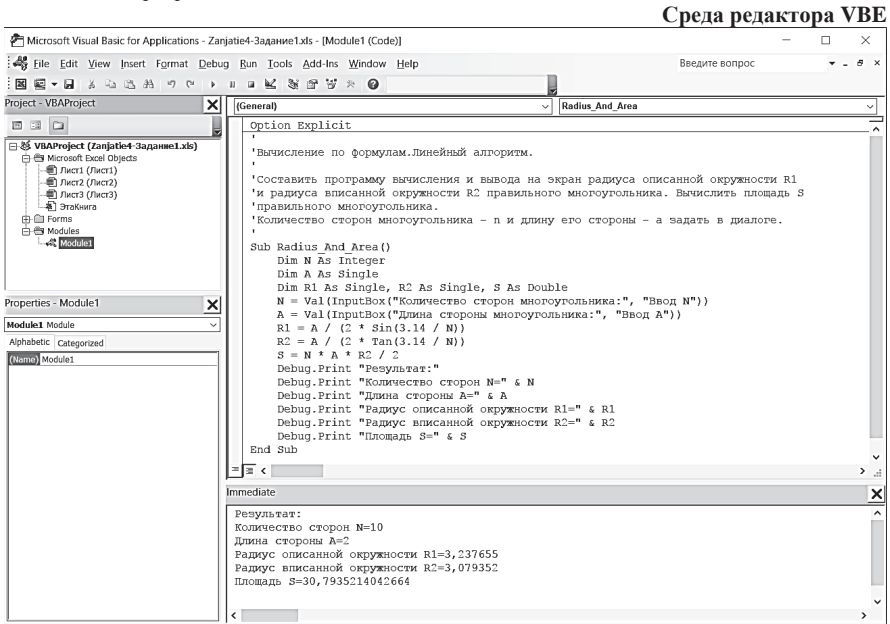 Среда редактора VBE
Microsoft Visual Basic for Applications - Zanjatie4-Задание1.xls - [Module1 (Code)]
File Edit View Insert Format Debug Run Tools Add-Ins Window Help
Введите вопрос
Project - VBAProject
VBAProject (Zanjatie4-Задание1.xls)
Microsoft Excel Objects
Лист1 (Лист1)
Лист2 (Лист2)
Лист3 (Лист3)
ЭтаКнига
Forms
Modules
Module1
Properties - Module1
Module1 Module
Alphabetic Categorized
(Name) Module1
(General) Radius_And_Area
Option Explicit
'
'Вычисление по формулам.Линейный алгоритм.
'
'Составить программу вычисления и вывода на экран радиуса описанной окружности R1
'и радиуса вписанной окружности R2 правильного многоугольника. Вычислить площадь S
'правильного многоугольника.
'Количество сторон многоугольника - n и длину его стороны - a задать в диалоге.
'
Sub Radius_And_Area()
Dim N As Integer
Dim A As Single
Dim R1 As Single, R2 As Single, S As Double
N = Val(InputBox("Количество сторон многоугольника:", "Ввод N"))
A = Val(InputBox("Длина стороны многоугольника:", "Ввод A"))
R1 = A / (2 * Sin(3.14 / N))
R2 = A / (2 * Tan(3.14 / N))
S = N * A * R2 / 2
Debug.Print "Результат:"
Debug.Print "Количество сторон N=" & N
Debug.Print "Длина стороны A=" & A
Debug.Print "Радиус описанной окружности R1=" & R1
Debug.Print "Радиус вписанной окружности R2=" & R2
Debug.Print "Площадь S=" & S
End Sub
Immediate
Результат:
Количество сторон N=10
Длина стороны A=2
Радиус описанной окружности R1=3,237655
Радиус вписанной окружности R2=3,079352
Площадь S=30,7935214042664